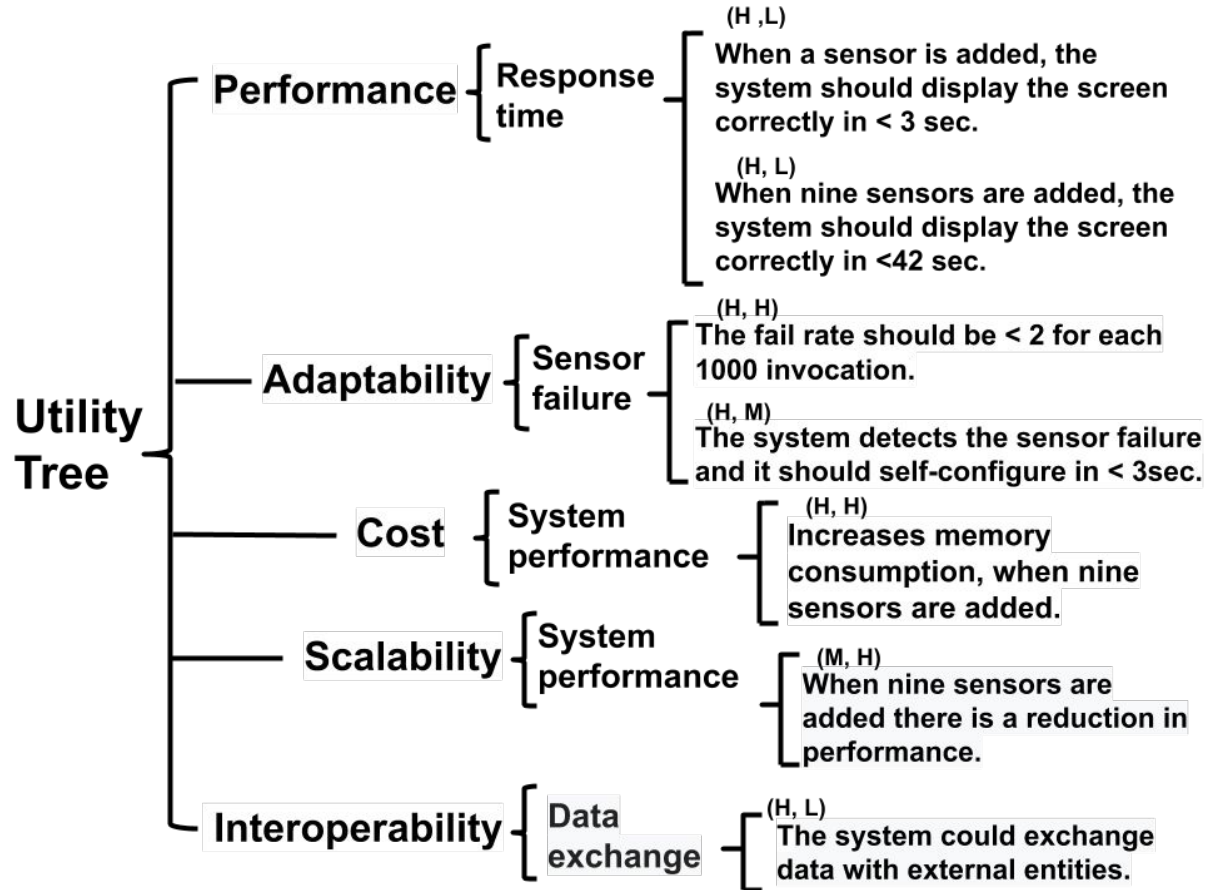 Utility
Tree
Performance
Response
time
(H ,L)
When a sensor is added, the
system should display the screen
correctly in < 3 sec.
(H, L)
When nine sensors are added, the
system should display the screen
correctly in <42 sec.
Adaptability
Sensor
failure
(H, H)
The fail rate should be < 2 for each
1000 invocation.
(H, M)
The system detects the sensor failure
and it should self-configure in < 3sec.
Cost
System
performance
(H, H)
Increases memory
consumption, when nine
sensors are added.
Scalability
System
performance
(M, H)
When nine sensors are
added there is a reduction in
performance.
Interoperability
Data
exchange
(H, L)
The system could exchange
data with external entities.